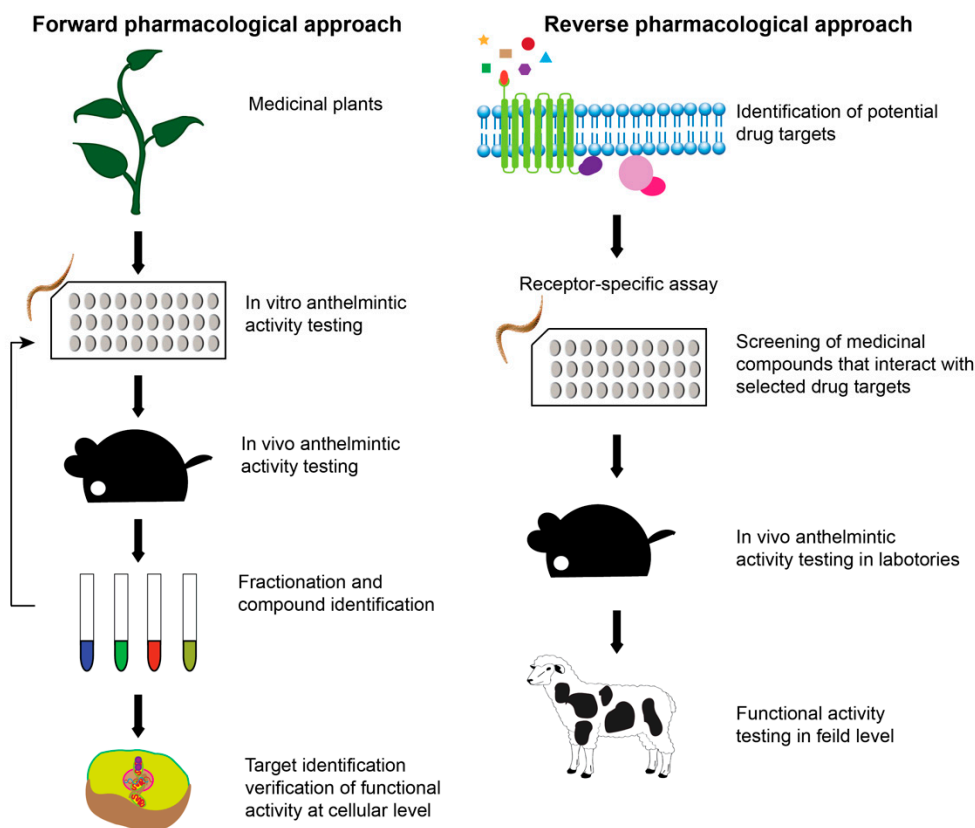 Forward pharmacological approach
Medicinal plants
In vitro anthelmintic
activity testing
In vivo anthelmintic
activity testing
Fractionation and
compound identification
Target identification
verification of functional
activity at cellular level
Reverse pharmacological approach
Identification of potential
drug targets
Receptor-specific assay
Screening of medicinal
compounds that interact with
selected drug targets
In vivo anthelmintic
activity testing in labotories
Functional activity
testing in feild level